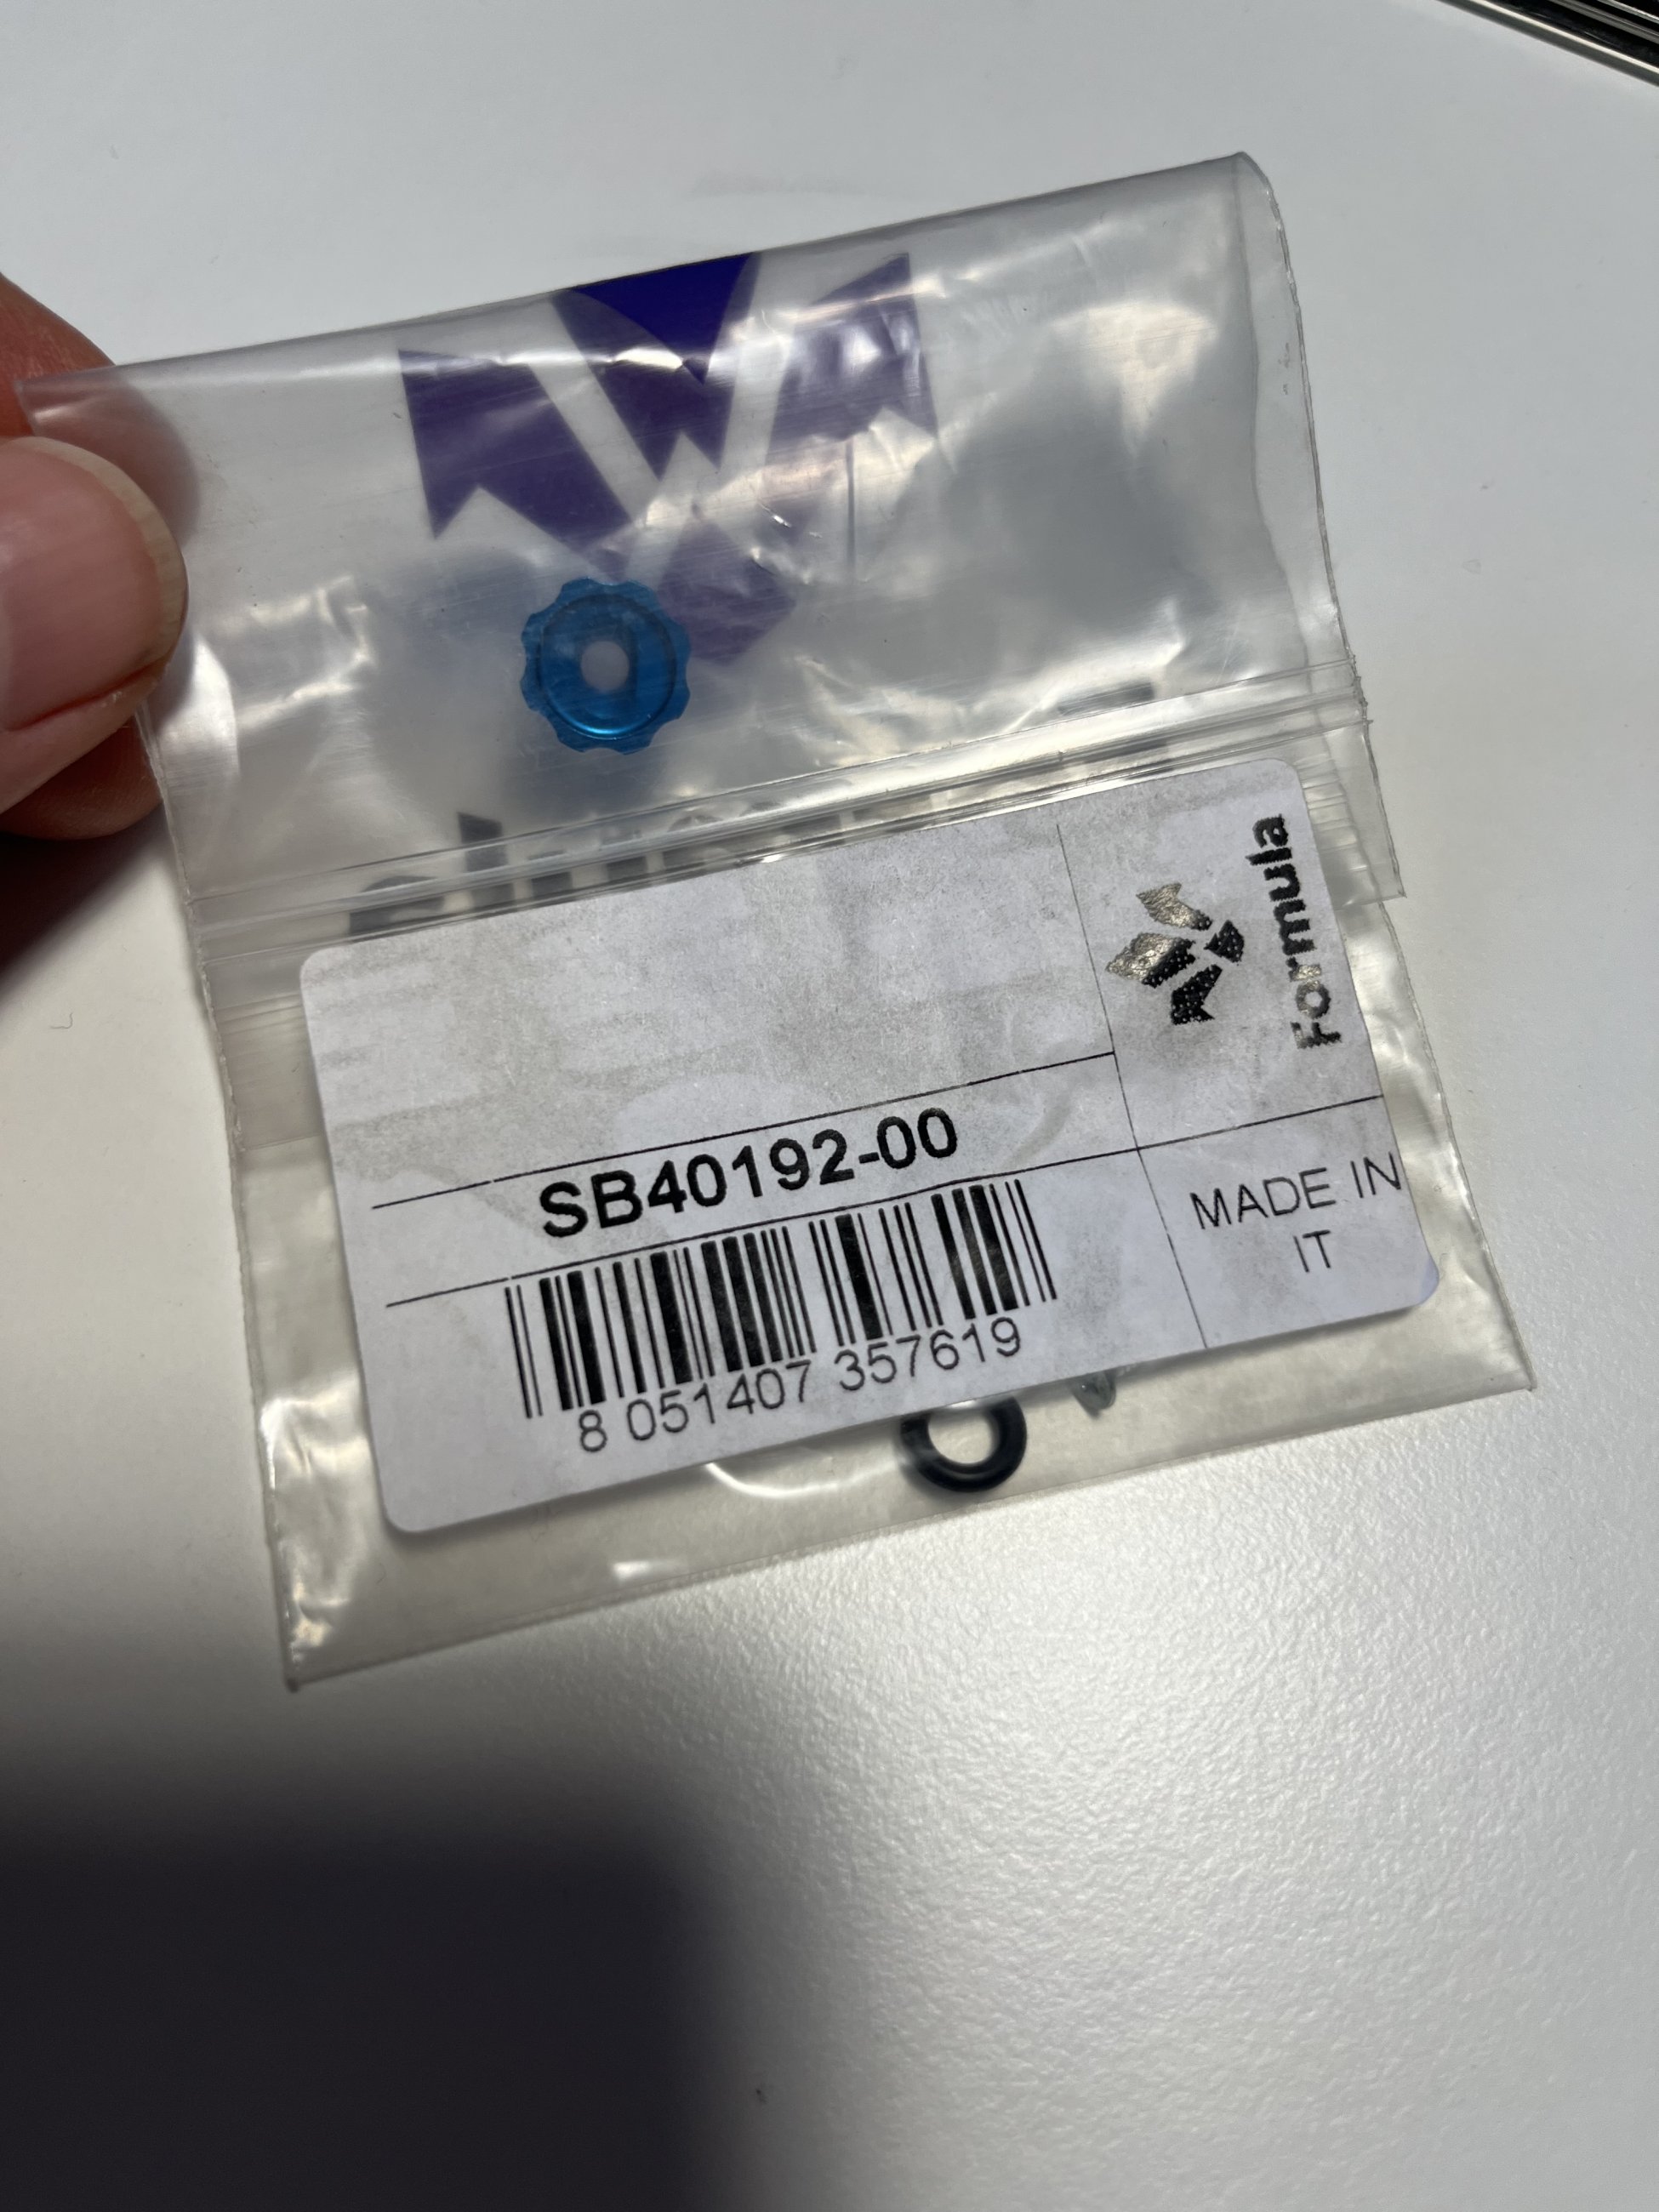 Formula
SB40192-00
8 051407 357619
MADE IN
IT